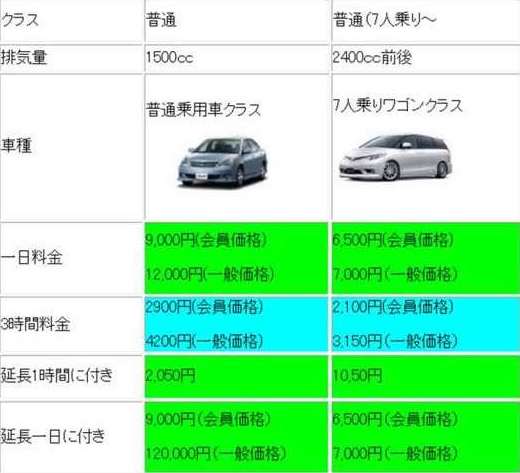 クラス 普通 普通(7人乗り～
排気量 1500cc 2400cc前後
車種 普通乗用車クラス 7人乗りワゴンクラス
一日料金 9,000円(会員価格) 6,500円(会員価格)
12,000円(一般価格) 7,000円(一般価格)
3時間料金 2900円(会員価格) 2,100円(会員価格)
4200円(一般価格) 3,150円(一般価格)
延長1時間に付き 2,050円 10,50円
延長一日に付き 9,000円(会員価格) 6,500円(会員価格)
120,000円(一般価格) 7,000円(一般価格)